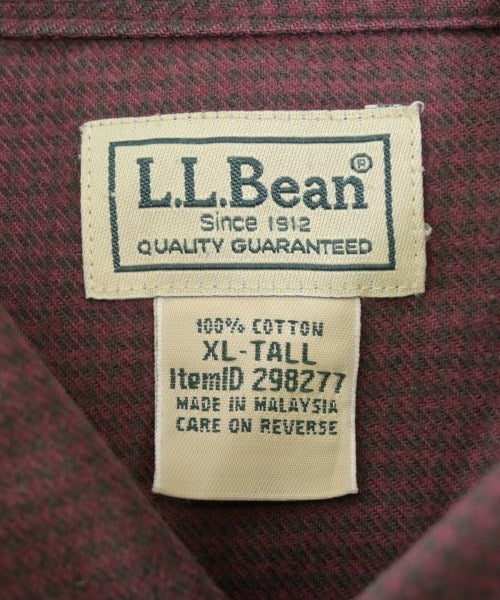 L.L.Bean®
Since 1912
QUALITY GUARANTEED
100% COTTON
XL-TALL
ItemID 298277
MADE IN MALAYSIA
CARE ON REVERSE